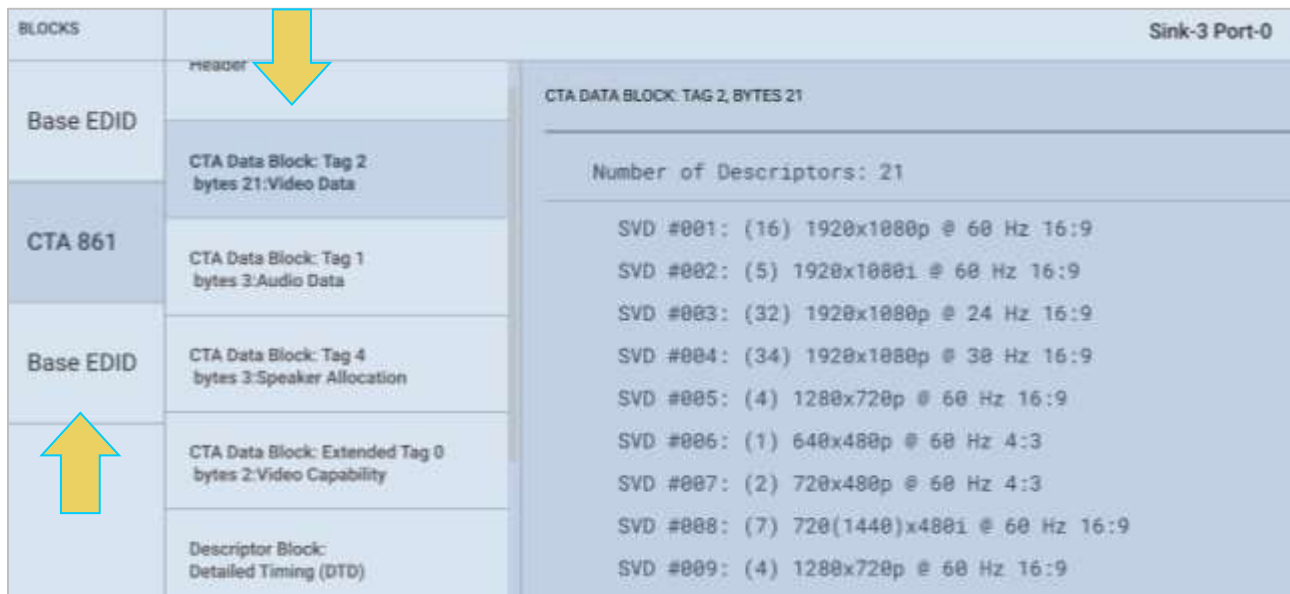 BLOCKS
Sink-3 Port-0
Base EDID
CTA 861
Base EDID
Header
CTA Data Block: Tag 2
bytes 21:Video Data
CTA Data Block: Tag 1
bytes 3:Audio Data
CTA Data Block: Tag 4
bytes 3:Speaker Allocation
CTA Data Block: Extended Tag 0
bytes 2:Video Capability
Descriptor Block:
Detailed Timing (DTD)
CTA DATA BLOCK: TAG 2, BYTES 21
Number of Descriptors: 21
SVD #001: (16) 1920x1080p @ 60 Hz 16:9
SVD #002: (5) 1920x1080i @ 60 Hz 16:9
SVD #003: (32) 1920x1080p @ 24 Hz 16:9
SVD #004: (34) 1920x1080p @ 30 Hz 16:9
SVD #005: (4) 1280x720p @ 60 Hz 16:9
SVD #006: (1) 640x480p @ 60 Hz 4:3
SVD #007: (2) 720x480p @ 60 Hz 4:3
SVD #008: (7) 720(1440)x480i @ 60 Hz 16:9
SVD #009: (4) 1280x720p @ 60 Hz 16:9